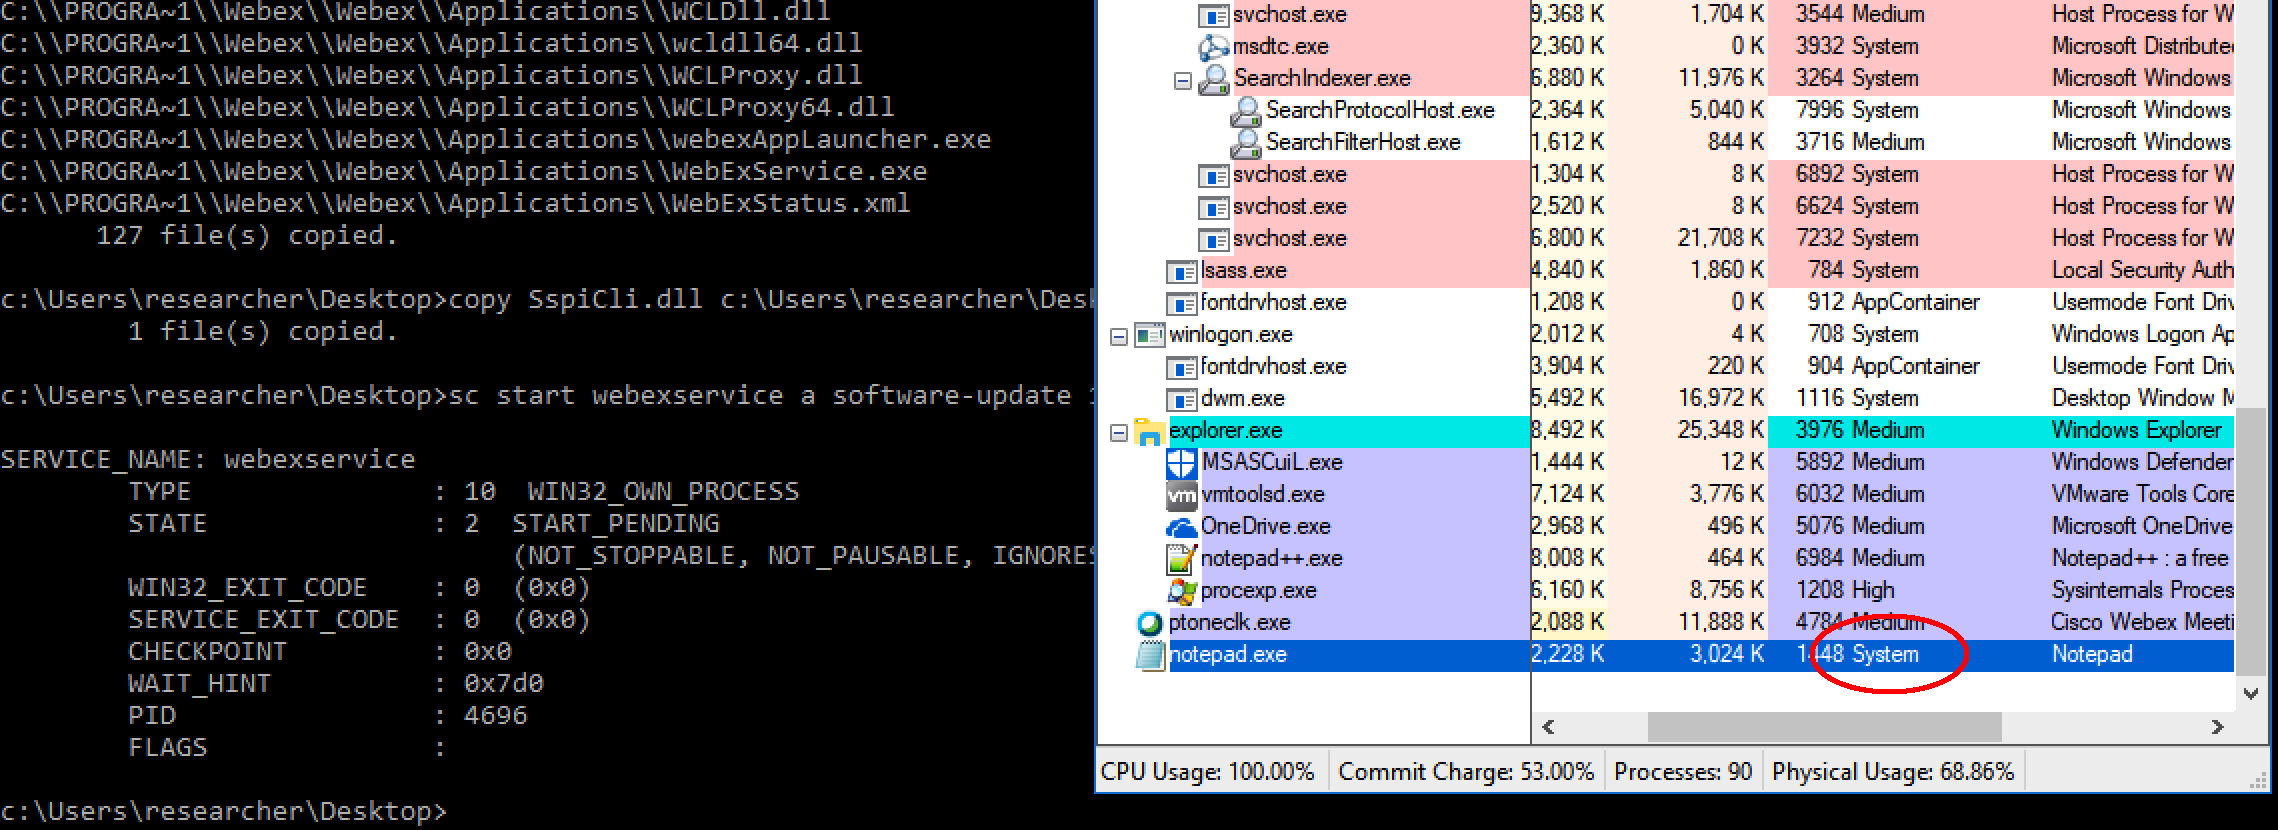 C:\\PROGRA~1\\Webex\\Webex\\Applications\\WCLDll.dll
C:\\PROGRA~1\\Webex\\Webex\\Applications\\wcldll64.dll
C:\\PROGRA~1\\Webex\\Webex\\Applications\\WCLProxy.dll
C:\\PROGRA~1\\Webex\\Webex\\Applications\\WCLProxy64.dll
C:\\PROGRA~1\\Webex\\Webex\\Applications\\webexAppLauncher.exe
C:\\PROGRA~1\\Webex\\Webex\\Applications\\WebExService.exe
C:\\PROGRA~1\\Webex\\Webex\\Applications\\WebExStatus.xml
127 file(s) copied.
c:\Users\researcher\Desktop>copy SspiCli.dll c:\Users\researcher\Desk
1 file(s) copied.
c:\Users\researcher\Desktop>sc start webexservice a software-update
SERVICE_NAME: webexservice
TYPE : 10 WIN32_OWN_PROCESS
STATE : 2 START_PENDING
(NOT_STOPPABLE, NOT_PAUSABLE, IGNORES
WIN32_EXIT_CODE : 0 (0x0)
SERVICE_EXIT_CODE : 0 (0x0)
CHECKPOINT : 0x0
WAIT_HINT : 0x7d0
PID : 4696
FLAGS :
c:\Users\researcher\Desktop>
svchost.exe 9,368 K 1,704 K 3544 Medium Host Process for W
msdtc.exe 2,360 K 0 K 3932 System Microsoft Distribute
SearchIndexer.exe 6,880 K 11,976 K 3264 System Microsoft Windows
SearchProtocolHost.exe 2,364 K 5,040 K 7996 System Microsoft Windows
SearchFilterHost.exe 1,612 K 844 K 3716 Medium Microsoft Windows
svchost.exe 1,304 K 8 K 6892 System Host Process for W
svchost.exe 2,520 K 8 K 6624 System Host Process for W
svchost.exe 6,800 K 21,708 K 7232 System Host Process for W
lsass.exe 4,840 K 1,860 K 784 System Local Security Auth
fontdrvhost.exe 1,208 K 0 K 912 AppContainer Usermode Font Driv
winlogon.exe 2,012 K 4 K 708 System Windows Logon Ap
fontdrvhost.exe 3,904 K 220 K 904 AppContainer Usermode Font Driv
dwm.exe 5,492 K 16,972 K 1116 System Desktop Window M
explorer.exe 8,492 K 25,348 K 3976 Medium Windows Explorer
MSASCuiL.exe 1,444 K 12 K 5892 Medium Windows Defender
vm vmtoolsd.exe 7,124 K 3,776 K 6032 Medium VMware Tools Core
OneDrive.exe 2,968 K 496 K 5076 Medium Microsoft OneDrive
notepad++.exe 8,008 K 464 K 6984 Medium Notepad++ : a free
procexp.exe 6,160 K 8,756 K 1208 High Sysinternals Proces
ptoneclk.exe 2,088 K 11,888 K 4784 Medium Cisco Webex Meeti
notepad.exe 2,228 K 3,024 K 1448 System Notepad
CPU Usage: 100.00% Commit Charge: 53.00% Processes: 90 Physical Usage: 68.86%